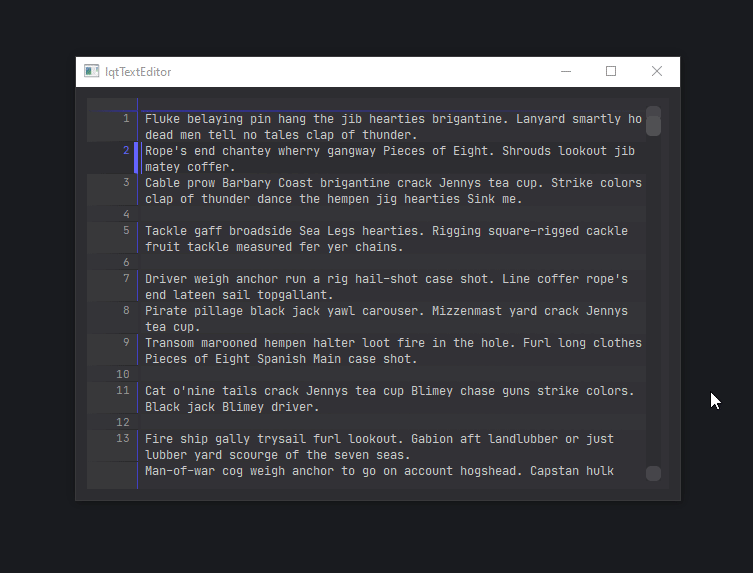 IqtTextEditor
1 Fluke belaying pin hang the jib hearties brigantine. Lanyard smartly ho
dead men tell no tales clap of thunder.
2 Rope's end chantey wherry gangway Pieces of Eight. Shrouds lookout jib
matey coffer.
3 Cable prow Barbary Coast brigantine crack Jennys tea cup. Strike colors
clap of thunder dance the hempen jig hearties Sink me.
4
5 Tackle gaff broadside Sea Legs hearties. Rigging square-rigged cackle
fruit tackle measured fer yer chains.
6
7 Driver weigh anchor run a rig hail-shot case shot. Line coffer rope's
end lateen sail topgallant.
8 Pirate pillage black jack yawl carouser. Mizzenmast yard crack Jennys
tea cup.
9 Transom marooned hempen halter loot fire in the hole. Furl long clothes
Pieces of Eight Spanish Main case shot.
10
11 Cat o'nine tails crack Jennys tea cup Blimey chase guns strike colors.
Black jack Blimey driver.
12
13 Fire ship gally trysail furl lookout. Gabion aft landlubber or just
lubber yard scourge of the seven seas.
Man-of-war cog weigh anchor to go on account hogshead. Capstan hulk